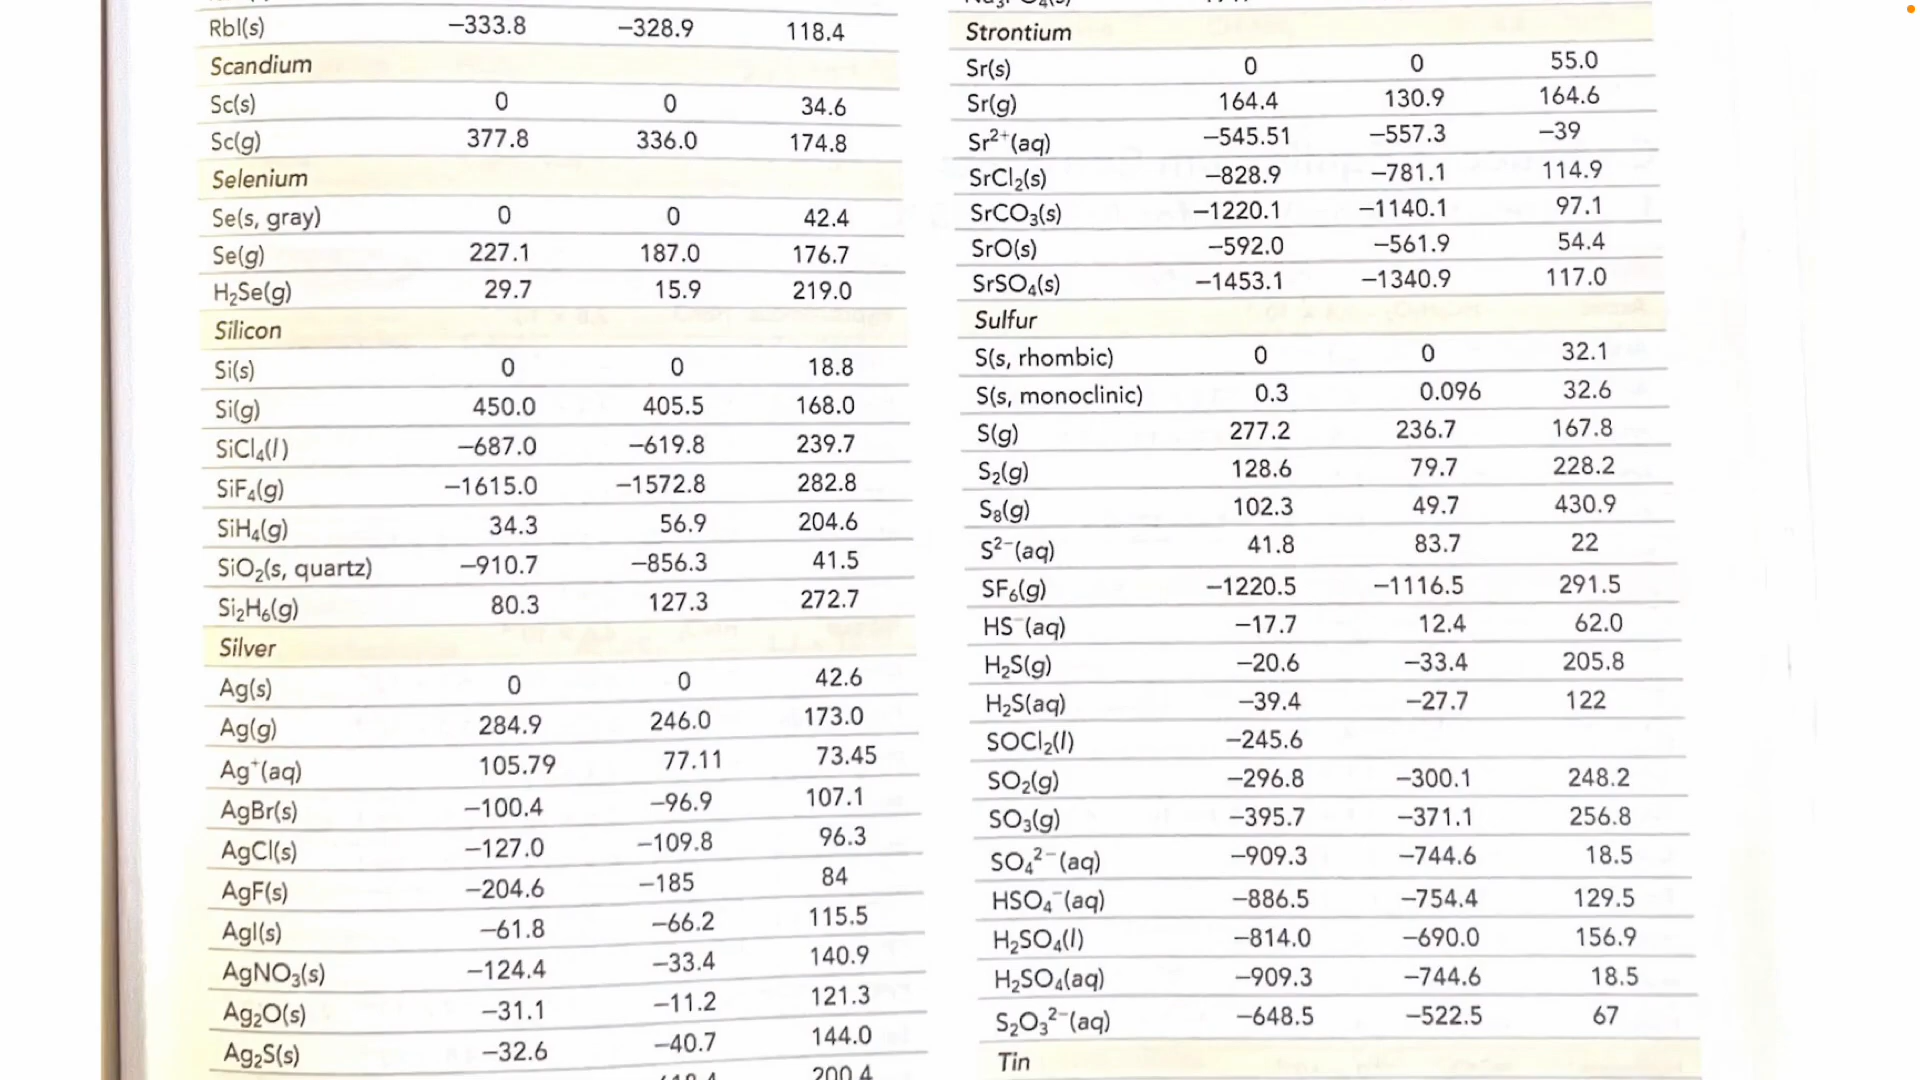 RbI(s) −333.8 −328.9 118.4
Scandium
Sc(s) 0 0 34.6
Sc(g) 377.8 336.0 174.8
Selenium
Se(s, gray) 0 0 42.4
Se(g) 227.1 187.0 176.7
H₂Se(g) 29.7 15.9 219.0
Silicon
Si(s) 0 0 18.8
Si(g) 450.0 405.5 168.0
SiCl₄(l) −687.0 −619.8 239.7
SiF₄(g) −1615.0 −1572.8 282.8
SiH₄(g) 34.3 56.9 204.6
SiO₂(s, quartz) −910.7 −856.3 41.5
Si₂H₆(g) 80.3 127.3 272.7
Silver
Ag(s) 0 0 42.6
Ag(g) 284.9 246.0 173.0
Ag⁺(aq) 105.79 77.11 73.45
AgBr(s) −100.4 −96.9 107.1
AgCl(s) −127.0 −109.8 96.3
AgF(s) −204.6 −185 84
AgI(s) −61.8 −66.2 115.5
AgNO₃(s) −124.4 −33.4 140.9
Ag₂O(s) −31.1 −11.2 121.3
Ag₂S(s) −32.6 −40.7 144.0
200.4
Strontium
Sr(s) 0 0 55.0
Sr(g) 164.4 130.9 164.6
Sr²⁺(aq) −545.51 −557.3 −39
SrCl₂(s) −828.9 −781.1 114.9
SrCO₃(s) −1220.1 −1140.1 97.1
SrO(s) −592.0 −561.9 54.4
SrSO₄(s) −1453.1 −1340.9 117.0
Sulfur
S(s, rhombic) 0 0 32.1
S(s, monoclinic) 0.3 0.096 32.6
S(g) 277.2 236.7 167.8
S₂(g) 128.6 79.7 228.2
S₈(g) 102.3 49.7 430.9
S²⁻(aq) 41.8 83.7 22
SF₆(g) −1220.5 −1116.5 291.5
HS⁻(aq) −17.7 12.4 62.0
H₂S(g) −20.6 −33.4 205.8
H₂S(aq) −39.4 −27.7 122
SOCl₂(l) −245.6
SO₂(g) −296.8 −300.1 248.2
SO₃(g) −395.7 −371.1 256.8
SO₄²⁻(aq) −909.3 −744.6 18.5
HSO₄⁻(aq) −886.5 −754.4 129.5
H₂SO₄(l) −814.0 −690.0 156.9
H₂SO₄(aq) −909.3 −744.6 18.5
S₂O₃²⁻(aq) −648.5 −522.5 67
Tin